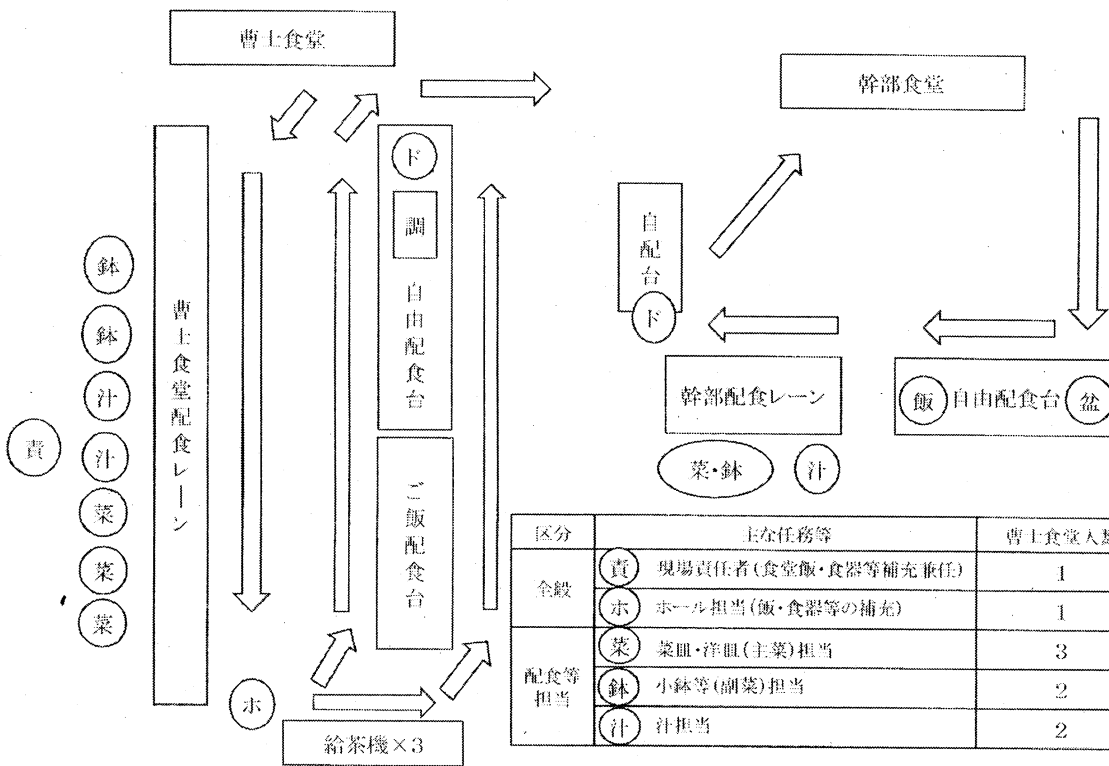 曹士食堂
幹部食堂
ド
調
自由配食台
ご飯配食台
曹士食堂配食レーン
鉢
鉢
汁
汁
菜
菜
菜
責
ホ
給茶機×3
自配台
ド
幹部配食レーン
菜・鉢
汁
飯
自由配食台
盆
区分
主な任務等
曹士食堂人数
全般
責 現場責任者(食堂飯・食器等補充兼任)
1
ホ ホール担当(飯・食器等の補充)
1
配食等
担当
菜 菜皿・洋皿(主菜)担当
3
鉢 小鉢等(副菜)担当
2
汁 汁担当
2